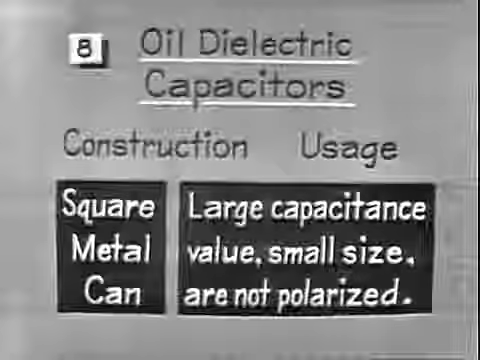 8 Oil Dielectric
Capacitors
Construction Usage
Square Large capacitance
Metal value, small size,
Can are not polarized.